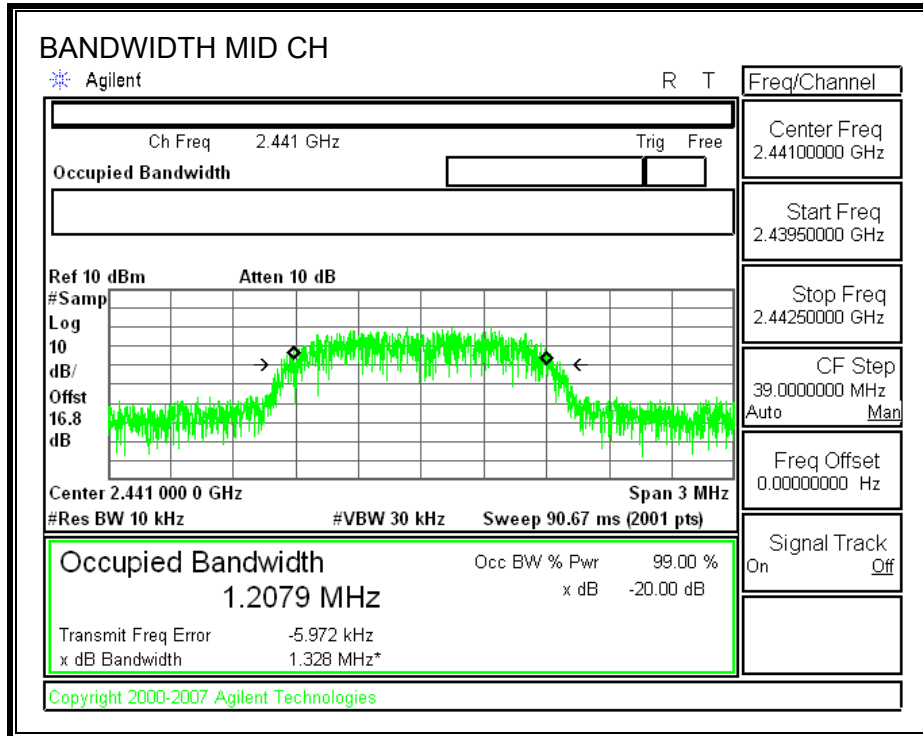 BANDWIDTH MID CH
Agilent R T
Ch Freq 2.441 GHz Trig Free
Occupied Bandwidth
Ref 10 dBm Atten 10 dB
#Samp
Log
10
dB/
Offst
16.8
dB
Center 2.441 000 0 GHz Span 3 MHz
#Res BW 10 kHz #VBW 30 kHz Sweep 90.67 ms (2001 pts)
Occupied Bandwidth Occ BW % Pwr 99.00 %
1.2079 MHz x dB -20.00 dB
Transmit Freq Error -5.972 kHz
x dB Bandwidth 1.328 MHz*
Copyright 2000-2007 Agilent Technologies
Freq/Channel
Center Freq
2.44100000 GHz
Start Freq
2.43950000 GHz
Stop Freq
2.44250000 GHz
CF Step
39.0000000 MHz
Auto Man
Freq Offset
0.00000000 Hz
Signal Track
On Off